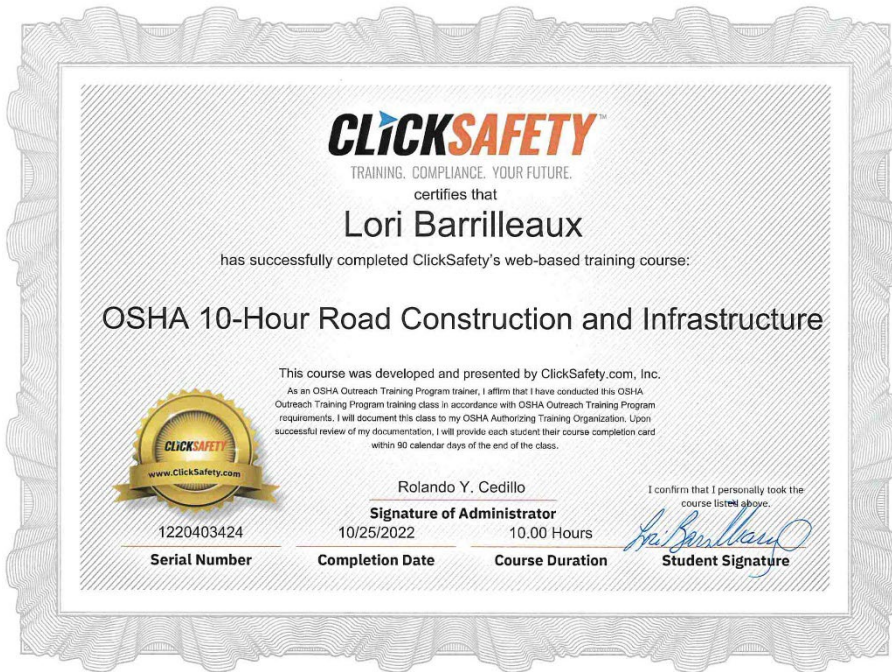 CLICKSAFETY™
TRAINING. COMPLIANCE. YOUR FUTURE.
certifies that
Lori Barrilleaux
has successfully completed ClickSafety's web-based training course:
OSHA 10-Hour Road Construction and Infrastructure
This course was developed and presented by ClickSafety.com, Inc.
As an OSHA Outreach Training Program trainer, I affirm that I have conducted this OSHA
Outreach Training Program training class in accordance with OSHA Outreach Training Program
requirements. I will document this class to my OSHA Authorizing Training Organization. Upon
successful review of my documentation, I will provide each student their course completion card
within 90 calendar days of the end of the class.
CLICKSAFETY
www.ClickSafety.com
Rolando Y. Cedillo
Signature of Administrator
I confirm that I personally took the
course listed above.
1220403424
10/25/2022
10.00 Hours
Lori Barrilleaux
Serial Number
Completion Date
Course Duration
Student Signature